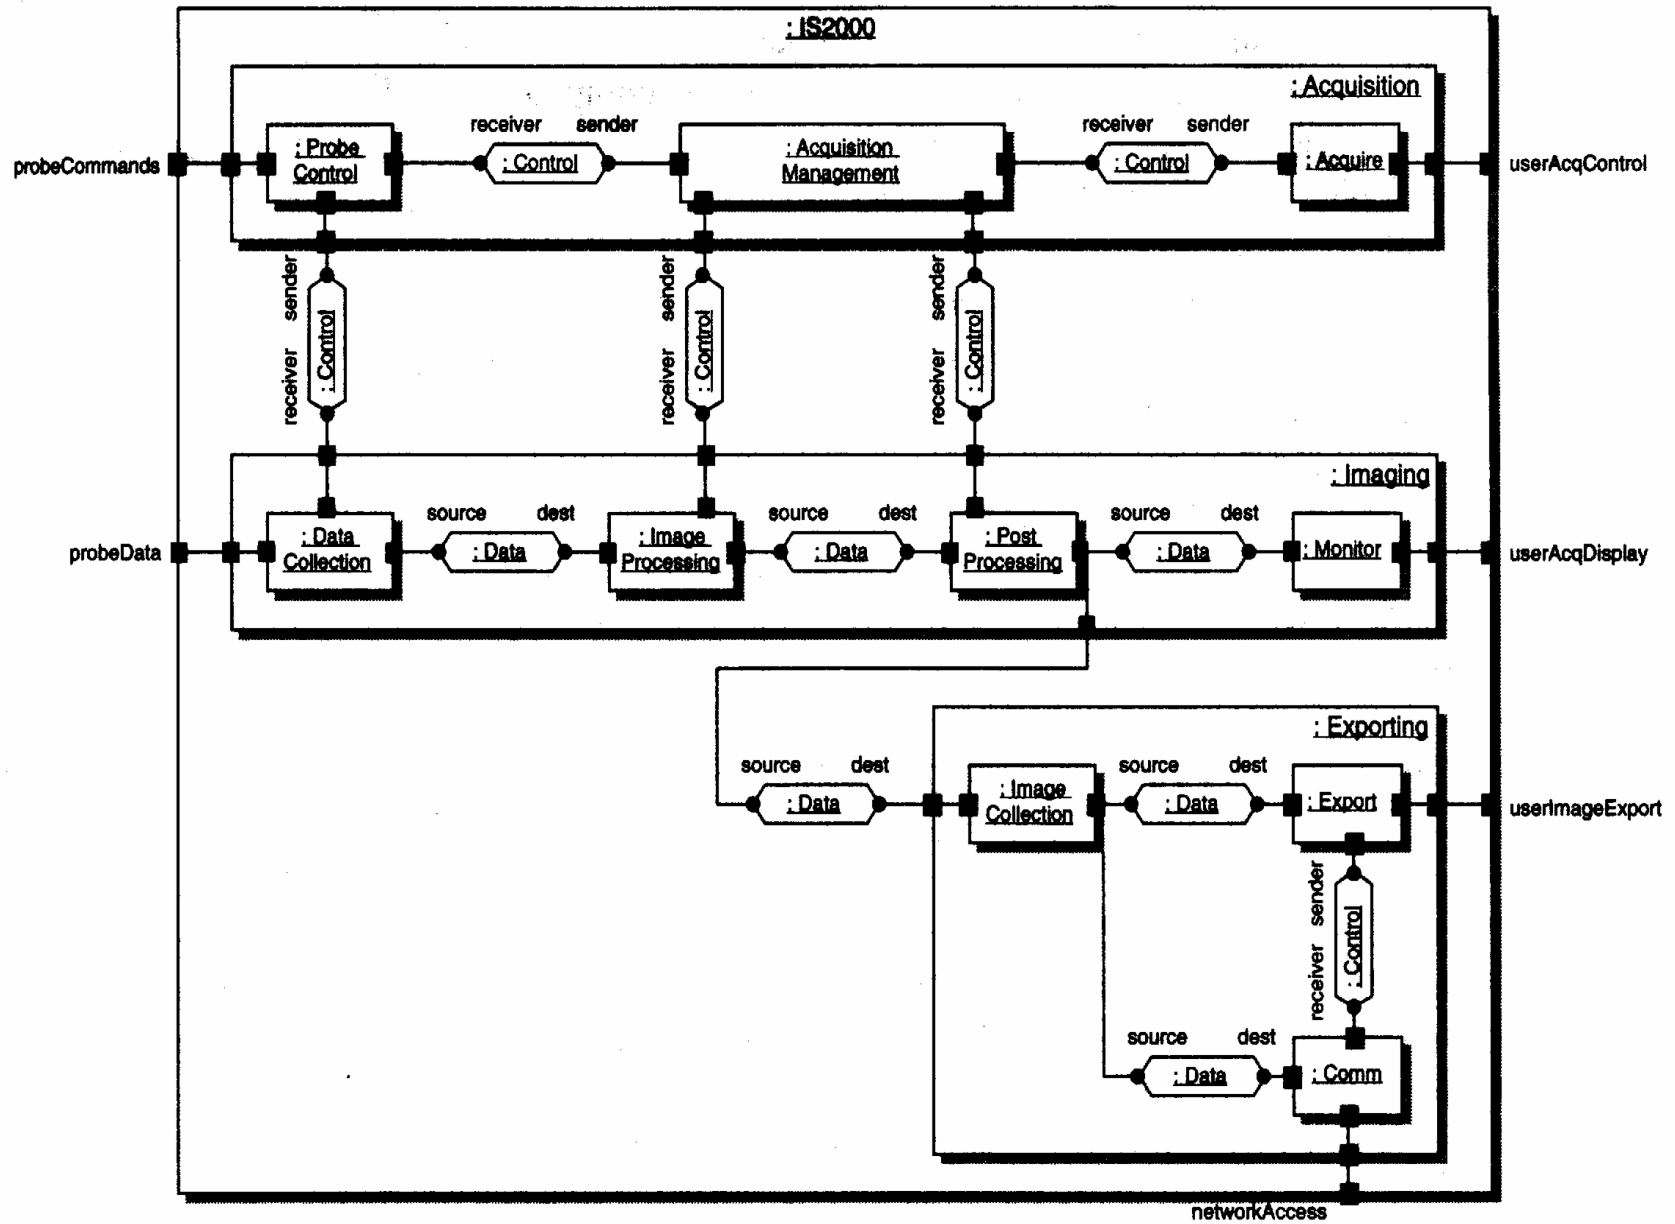 : IS2000
: Acquisition
receiver sender
receiver sender
probeCommands
: Probe
Control
: Control
: Acquisition
Management
: Control
: Acquire
userAcqControl
sender
receiver
: Control
sender
receiver
: Control
sender
receiver
: Control
: Imaging
source dest
source dest
source dest
probeData
: Data
Collection
: Data
: Image
Processing
: Data
: Post
Processing
: Data
: Monitor
userAcqDisplay
: Exporting
source dest
source dest
: Data
: Image
Collection
: Data
: Export
userImageExport
sender
receiver
: Control
source dest
: Data
: Comm
networkAccess